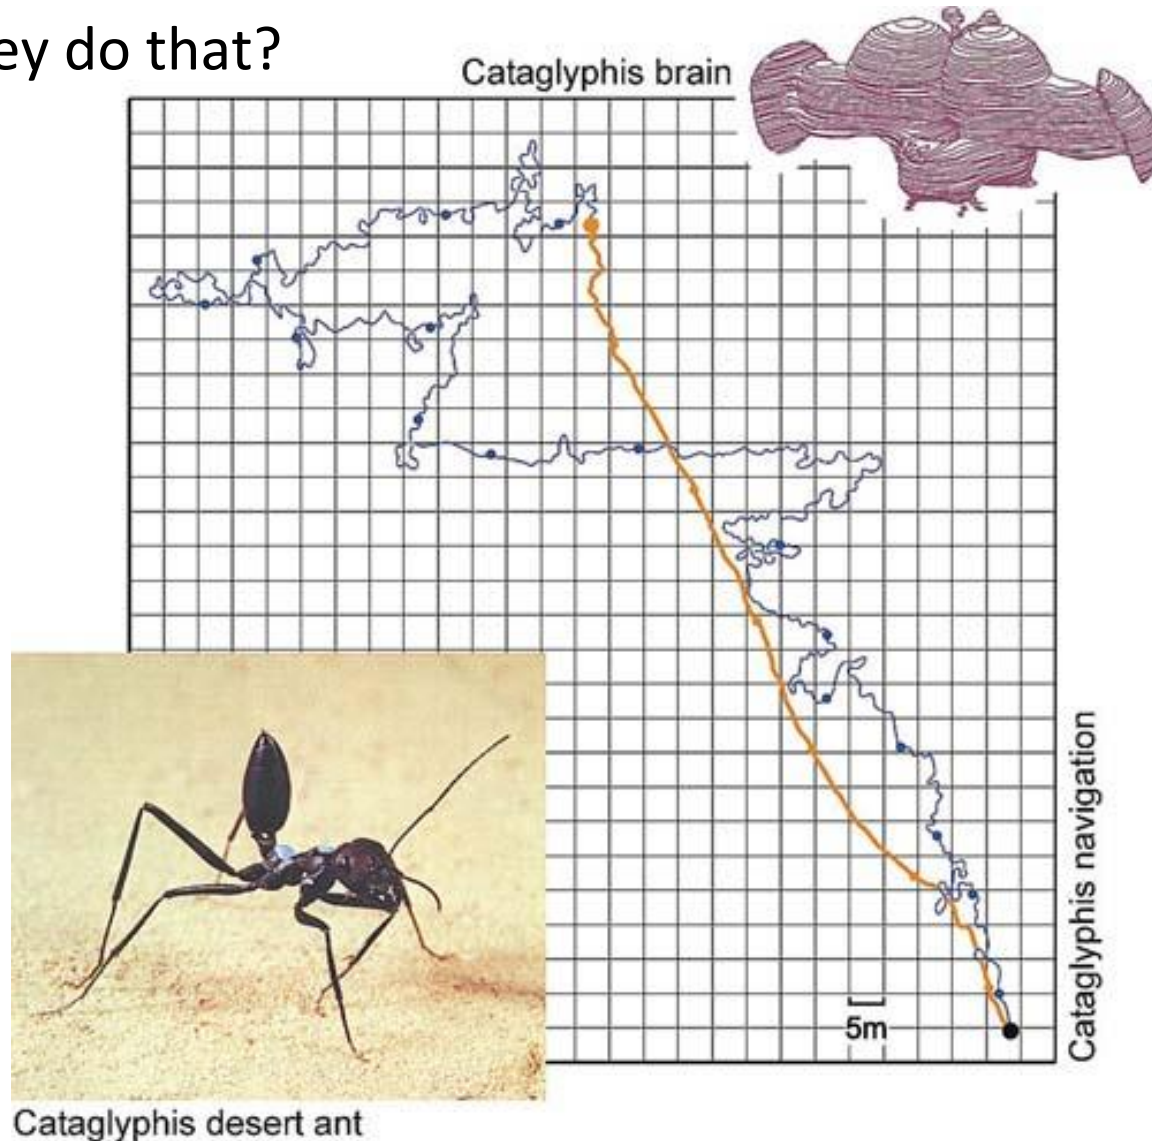 ey do that?
Cataglyphis brain
Cataglyphis navigation
5m
Cataglyphis desert ant